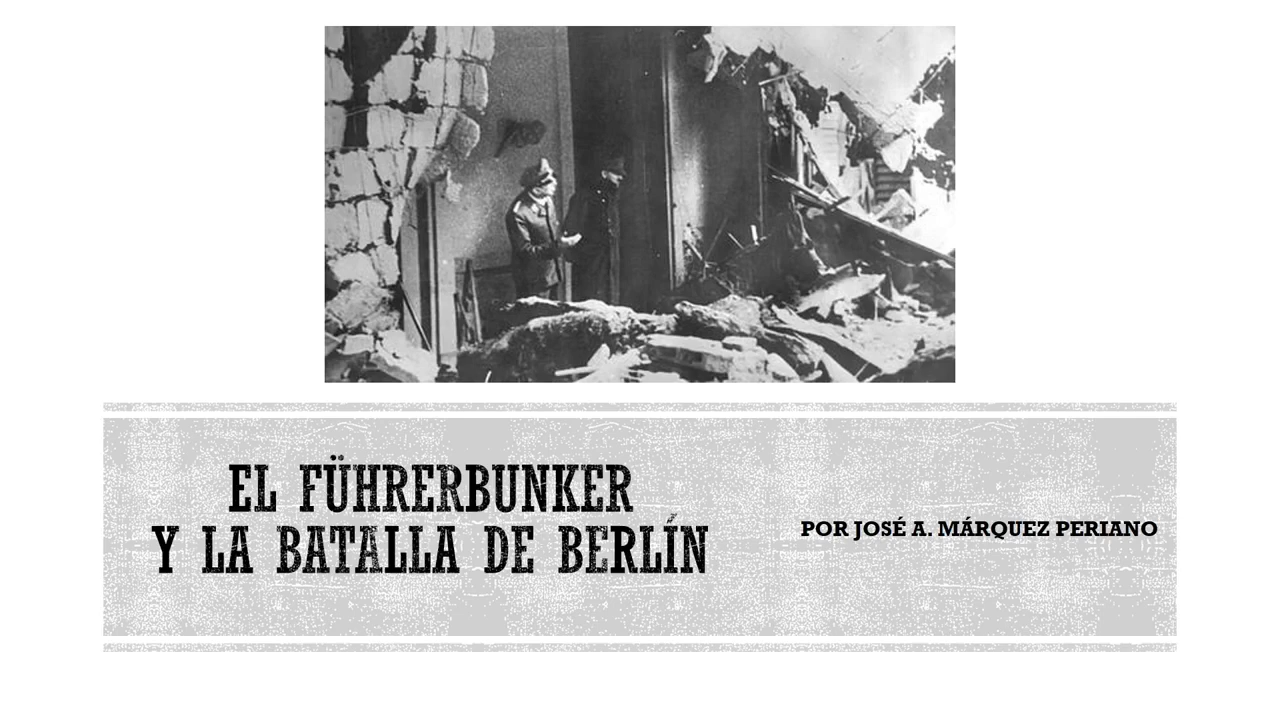 EL FÜHRERBUNKER
Y LA BATALLA DE BERLÍN
POR JOSÉ A. MÁRQUEZ PERIANO